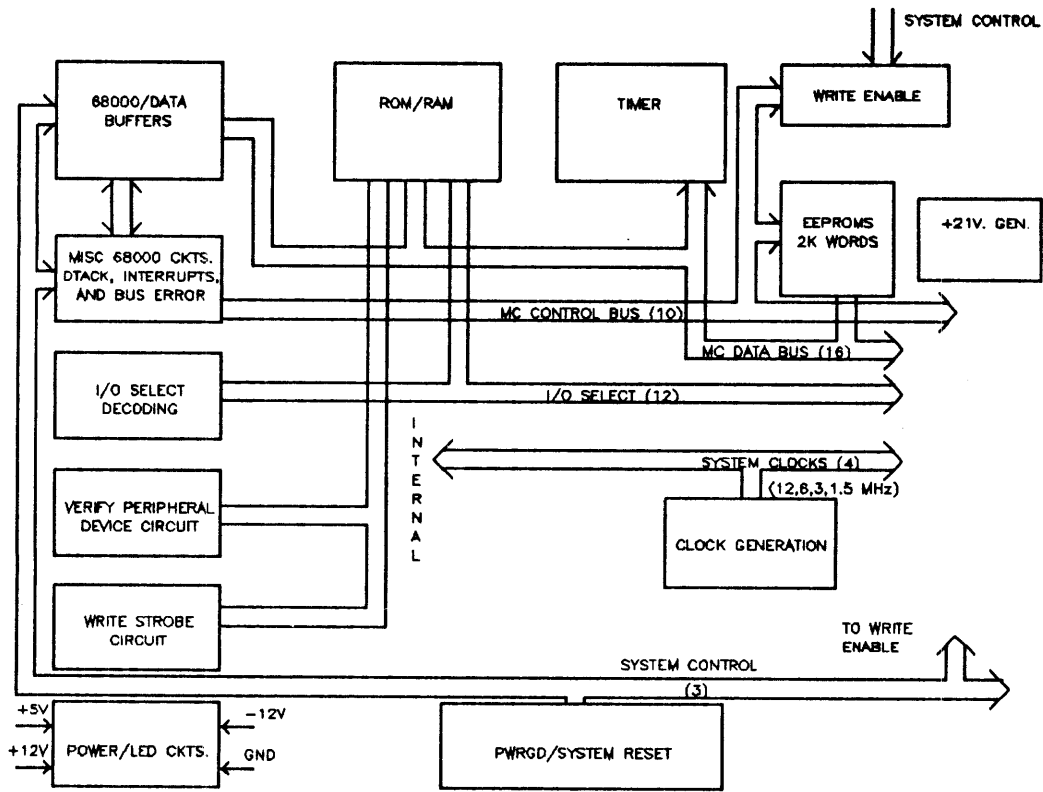 SYSTEM CONTROL
68000/DATA
BUFFERS
ROM/RAM
TIMER
WRITE ENABLE
MISC 68000 CKTS.
DTACK, INTERRUPTS,
AND BUS ERROR
EEPROMS
2K WORDS
+21V. GEN.
MC CONTROL BUS (10)
MC DATA BUS (16)
I/O SELECT
DECODING
I/O SELECT (12)
INTERNAL
SYSTEM CLOCKS (4)
(12,6,3,1.5 MHz)
VERIFY PERIPHERAL
DEVICE CIRCUIT
CLOCK GENERATION
WRITE STROBE
CIRCUIT
TO WRITE
ENABLE
SYSTEM CONTROL
(3)
+5V
-12V
+12V
GND
POWER/LED CKTS.
PWRGD/SYSTEM RESET